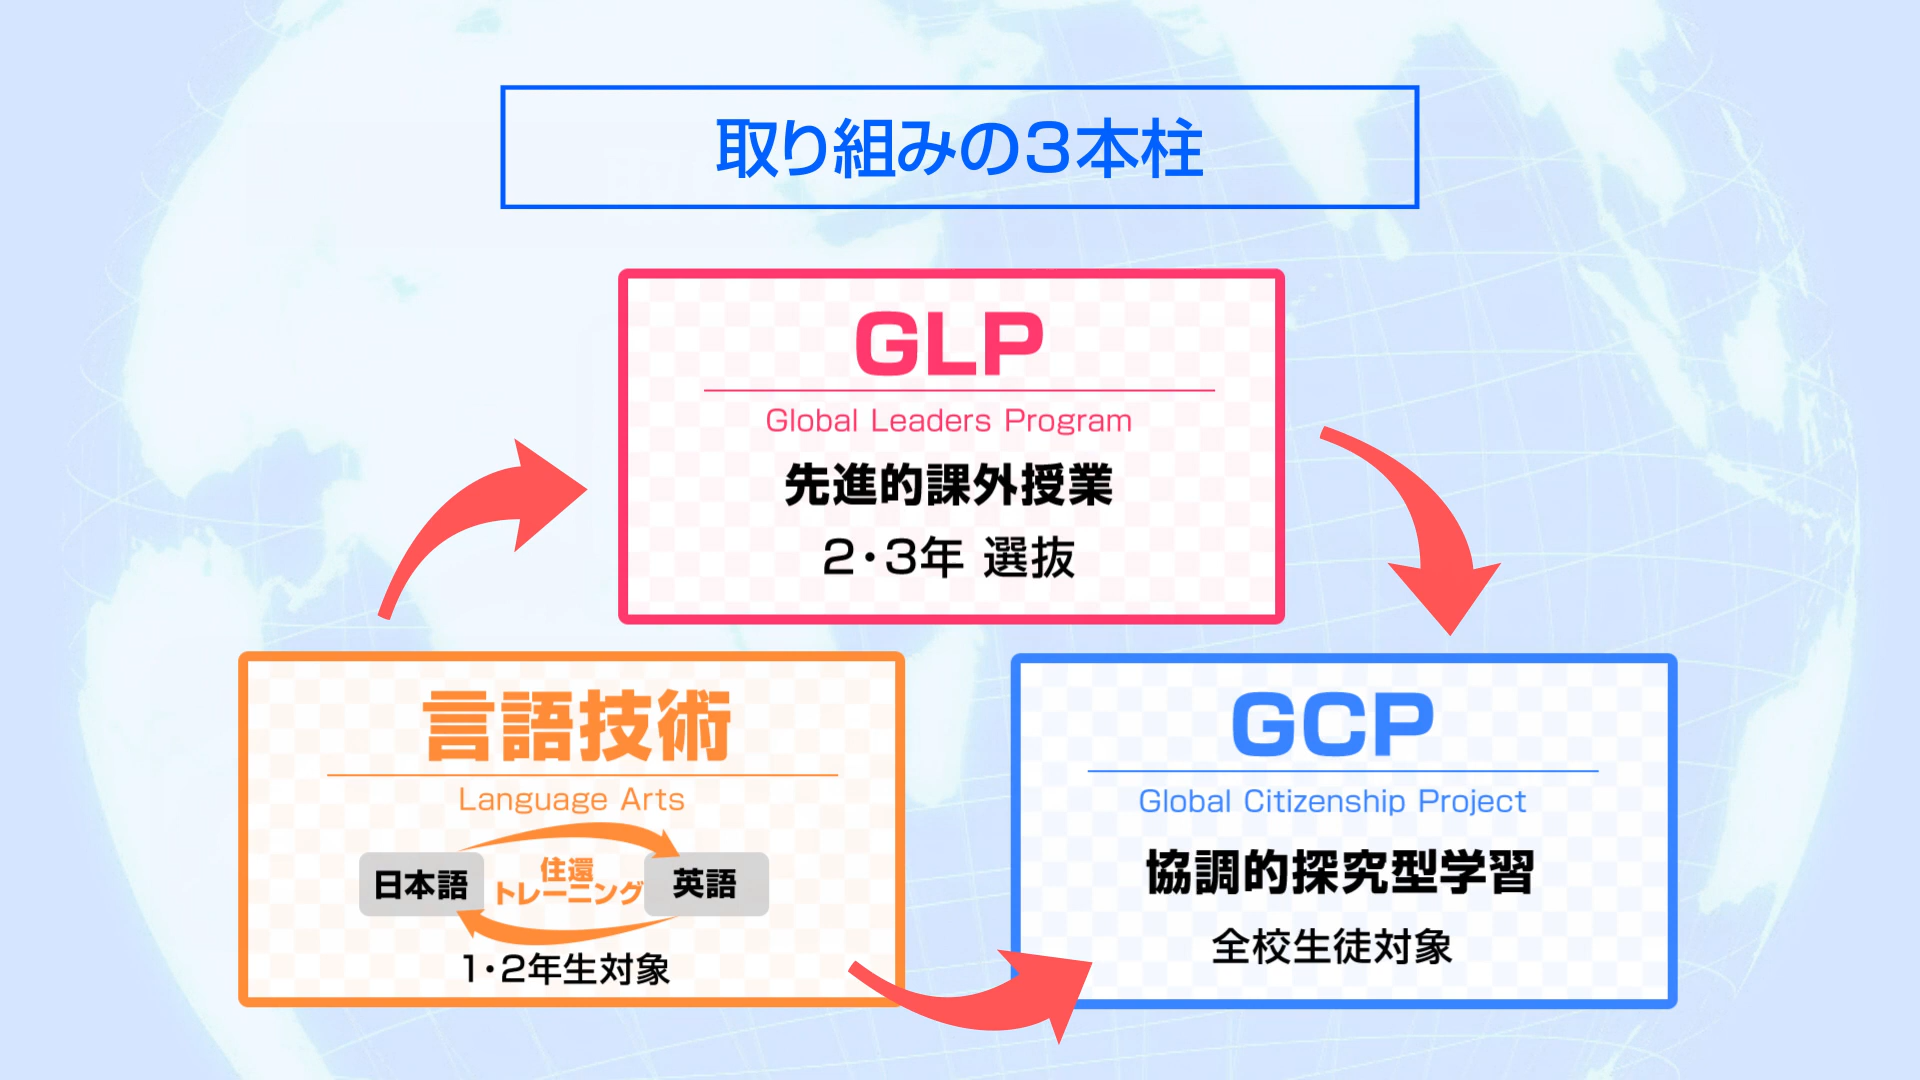 取り組みの3本柱
GLP
Global Leaders Program
先進的課外授業
2・3年 選抜
言語技術
Language Arts
日本語
住還
トレーニング
英語
1・2年生対象
GCP
Global Citizenship Project
協調的探究型学習
全校生徒対象